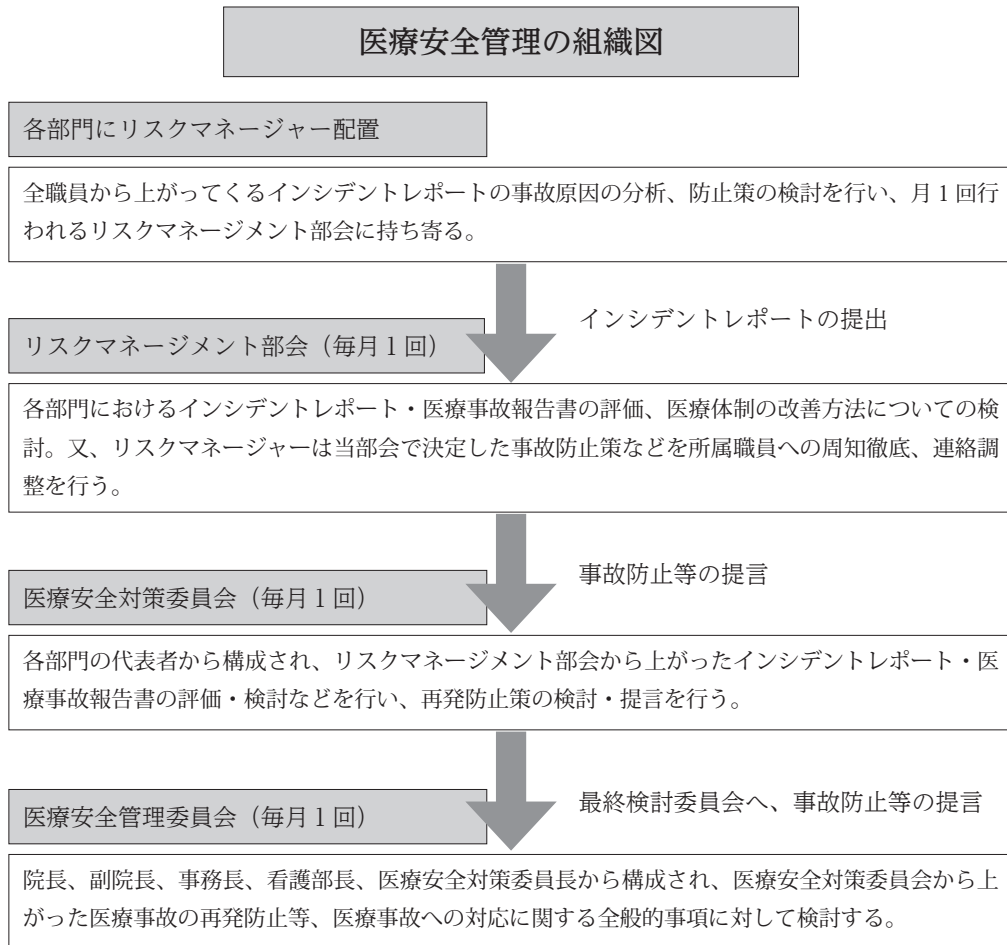 医療安全管理の組織図
各部門にリスクマネージャー配置
全職員から上がってくるインシデントレポートの事故原因の分析、防止策の検討を行い、月1回行
われるリスクマネージメント部会に持ち寄る。
インシデントレポートの提出
リスクマネージメント部会（毎月1回）
各部門におけるインシデントレポート・医療事故報告書の評価、医療体制の改善方法についての検
討。又、リスクマネージャーは当部会で決定した事故防止策などを所属職員への周知徹底、連絡調
整を行う。
事故防止等の提言
医療安全対策委員会（毎月1回）
各部門の代表者から構成され、リスクマネージメント部会から上がったインシデントレポート・医
療事故報告書の評価・検討などを行い、再発防止策の検討・提言を行う。
最終検討委員会へ、事故防止等の提言
医療安全管理委員会（毎月1回）
院長、副院長、事務長、看護部長、医療安全対策委員長から構成され、医療安全対策委員会から上
がった医療事故の再発防止等、医療事故への対応に関する全般的事項に対して検討する。